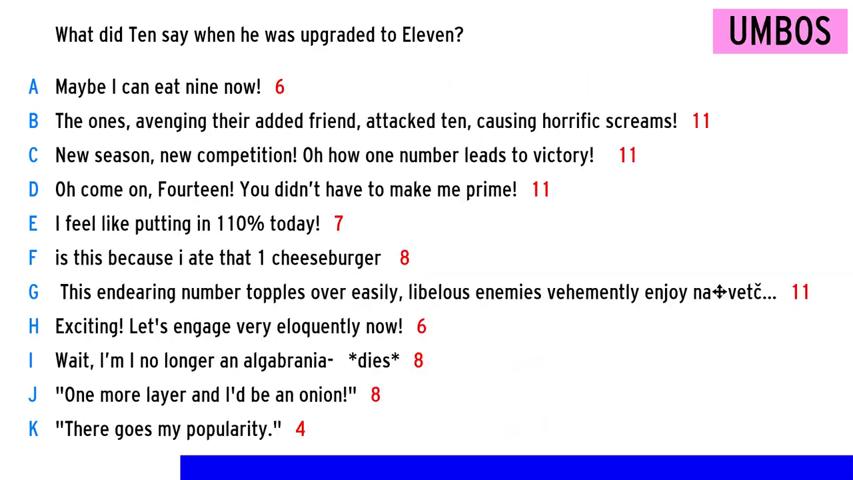 What did Ten say when he was upgraded to Eleven?
UMBOS
A Maybe I can eat nine now! 6
B The ones, avenging their added friend, attacked ten, causing horrific screams! 11
C New season, new competition! Oh how one number leads to victory! 11
D Oh come on, Fourteen! You didn't have to make me prime! 11
E I feel like putting in 110% today! 7
F is this because i ate that 1 cheeseburger 8
G This endearing number topples over easily, libelous enemies vehemently enjoy na✥vetč... 11
H Exciting! Let's engage very eloquently now! 6
I Wait, I'm I no longer an algabrania- *dies* 8
J "One more layer and I'd be an onion!" 8
K "There goes my popularity." 4